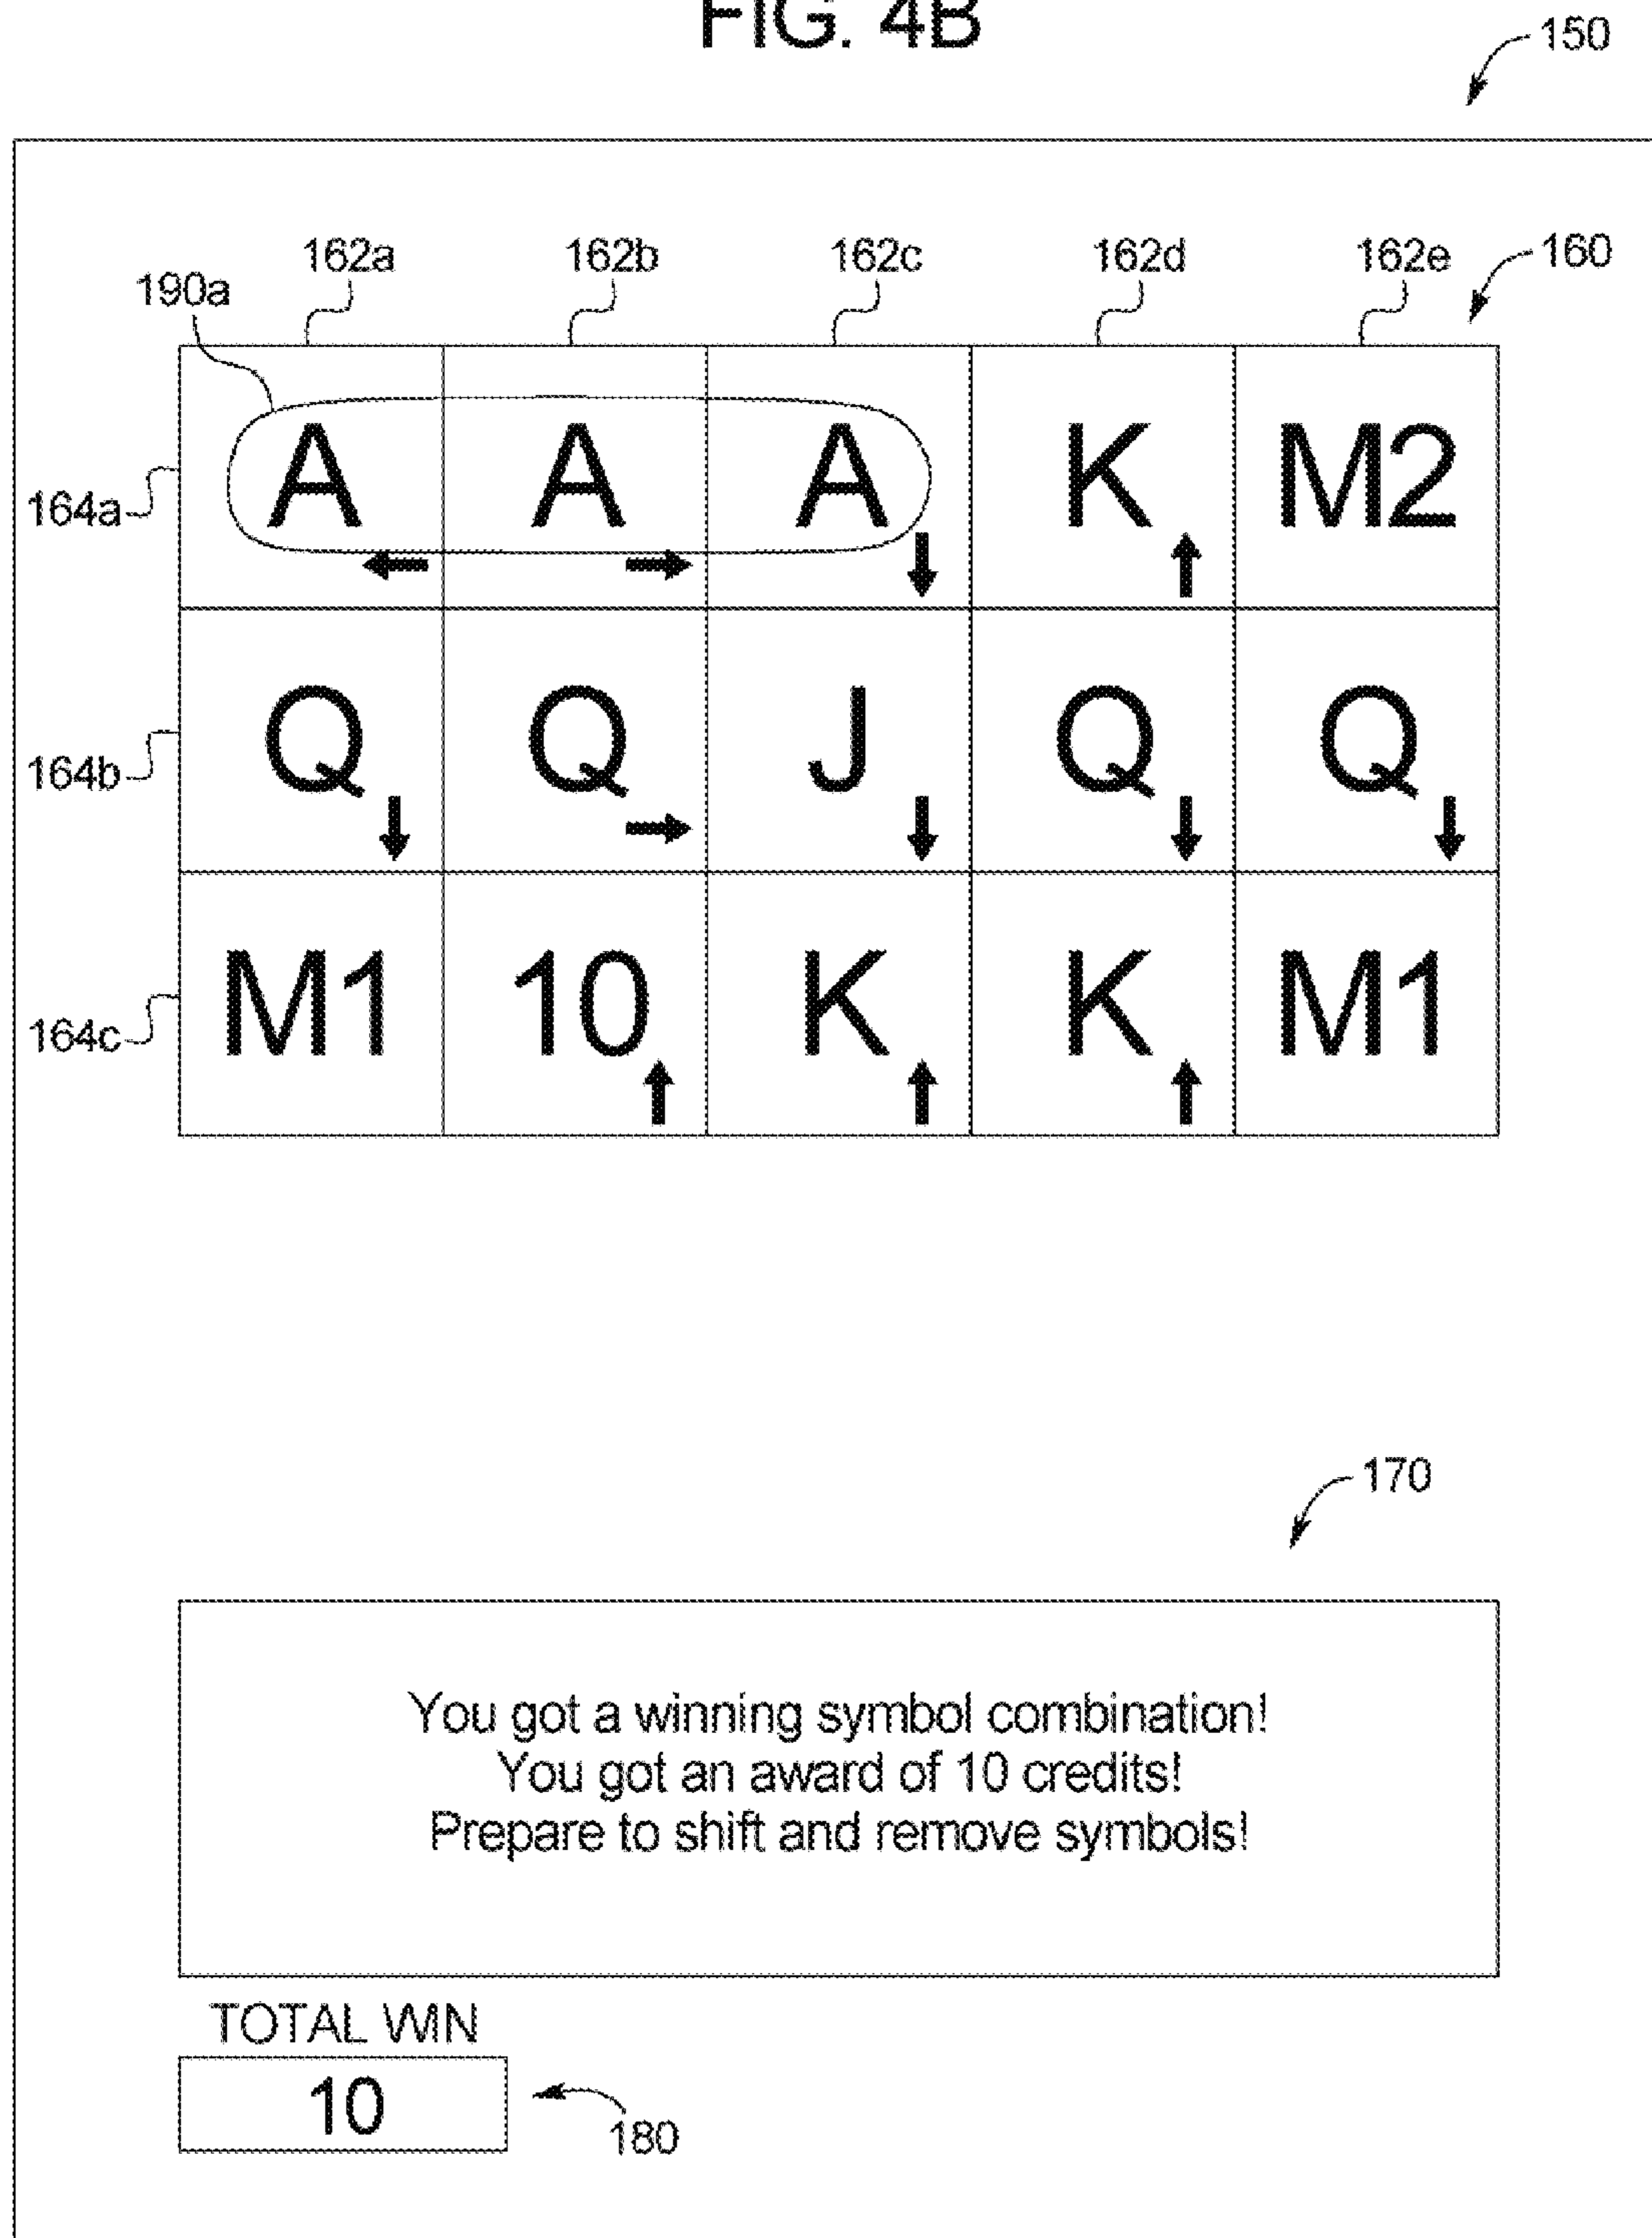 FIG. 4B
150
162a 162b 162c 162d 162e 160
190a
164a A A A K M2
164b Q Q J Q Q
164c M1 10 K K M1
170
You got a winning symbol combination!
You got an award of 10 credits!
Prepare to shift and remove symbols!
TOTAL WIN
10
180